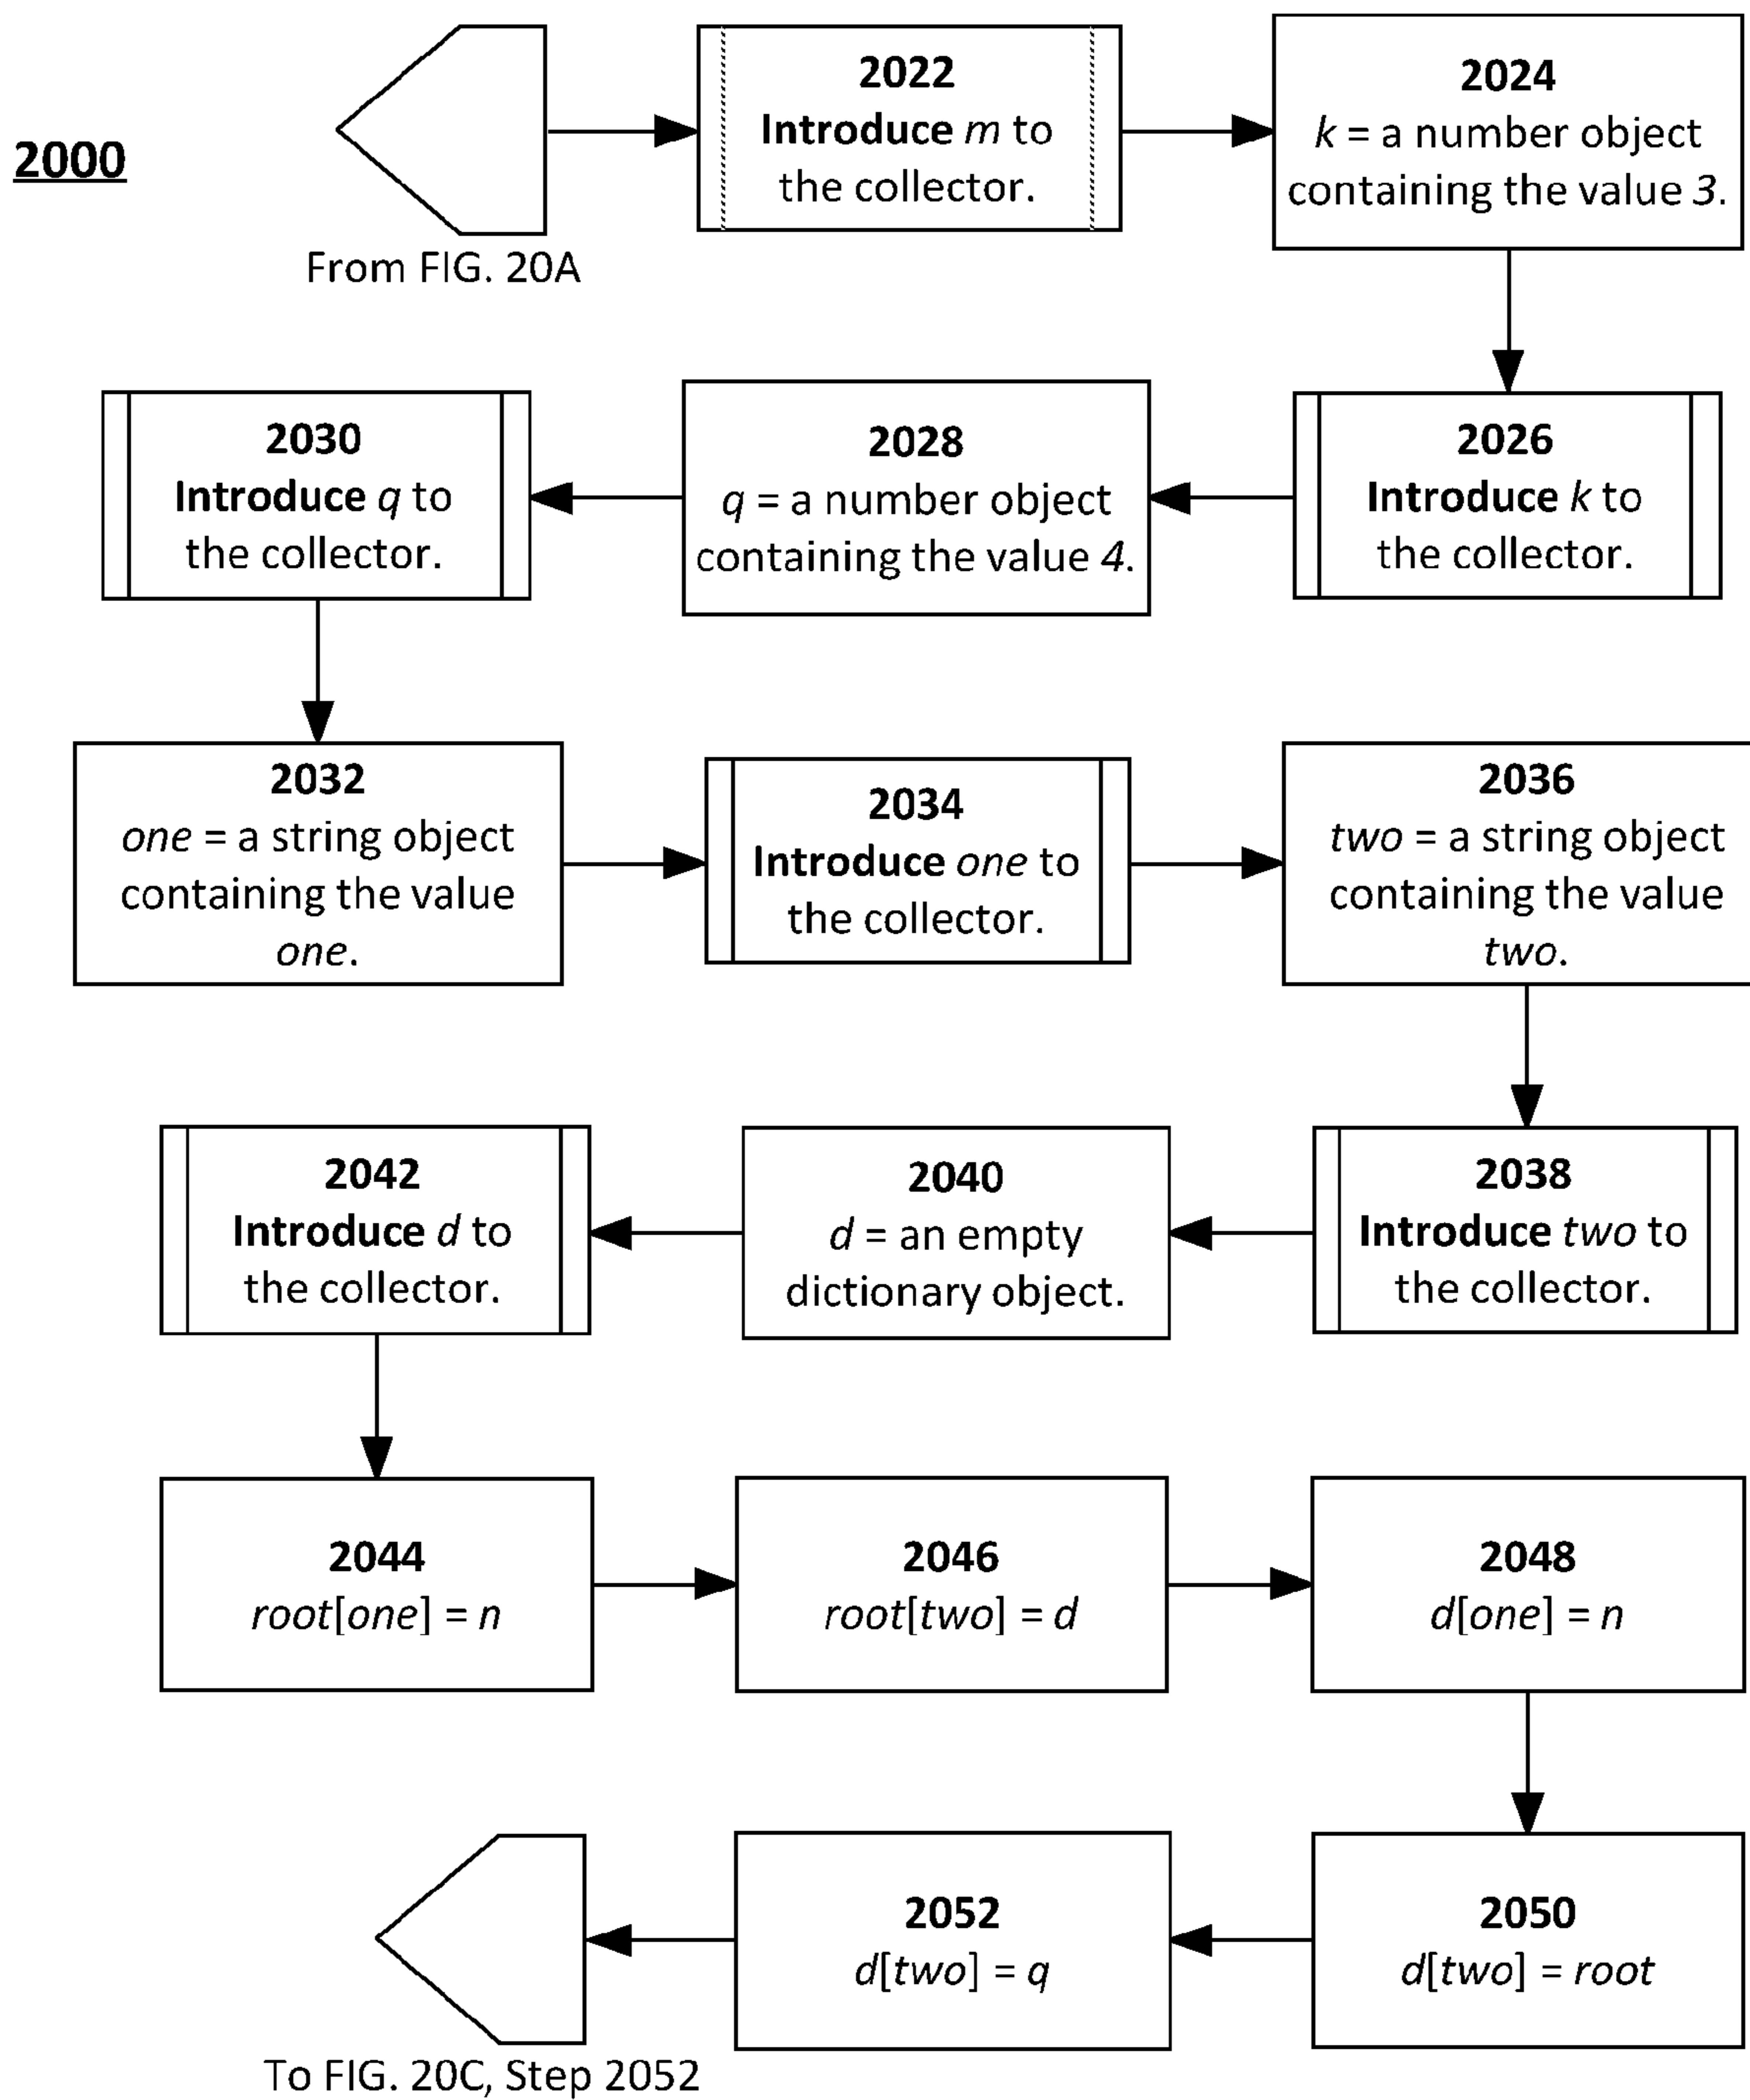 2000
From FIG. 20A
2022
Introduce m to
the collector.
2024
k = a number object
containing the value 3.
2026
Introduce k to
the collector.
2028
q = a number object
containing the value 4.
2030
Introduce q to
the collector.
2032
one = a string object
containing the value
one.
2034
Introduce one to
the collector.
2036
two = a string object
containing the value
two.
2038
Introduce two to
the collector.
2040
d = an empty
dictionary object.
2042
Introduce d to
the collector.
2044
root[one] = n
2046
root[two] = d
2048
d[one] = n
2050
d[two] = root
2052
d[two] = q
To FIG. 20C, Step 2052